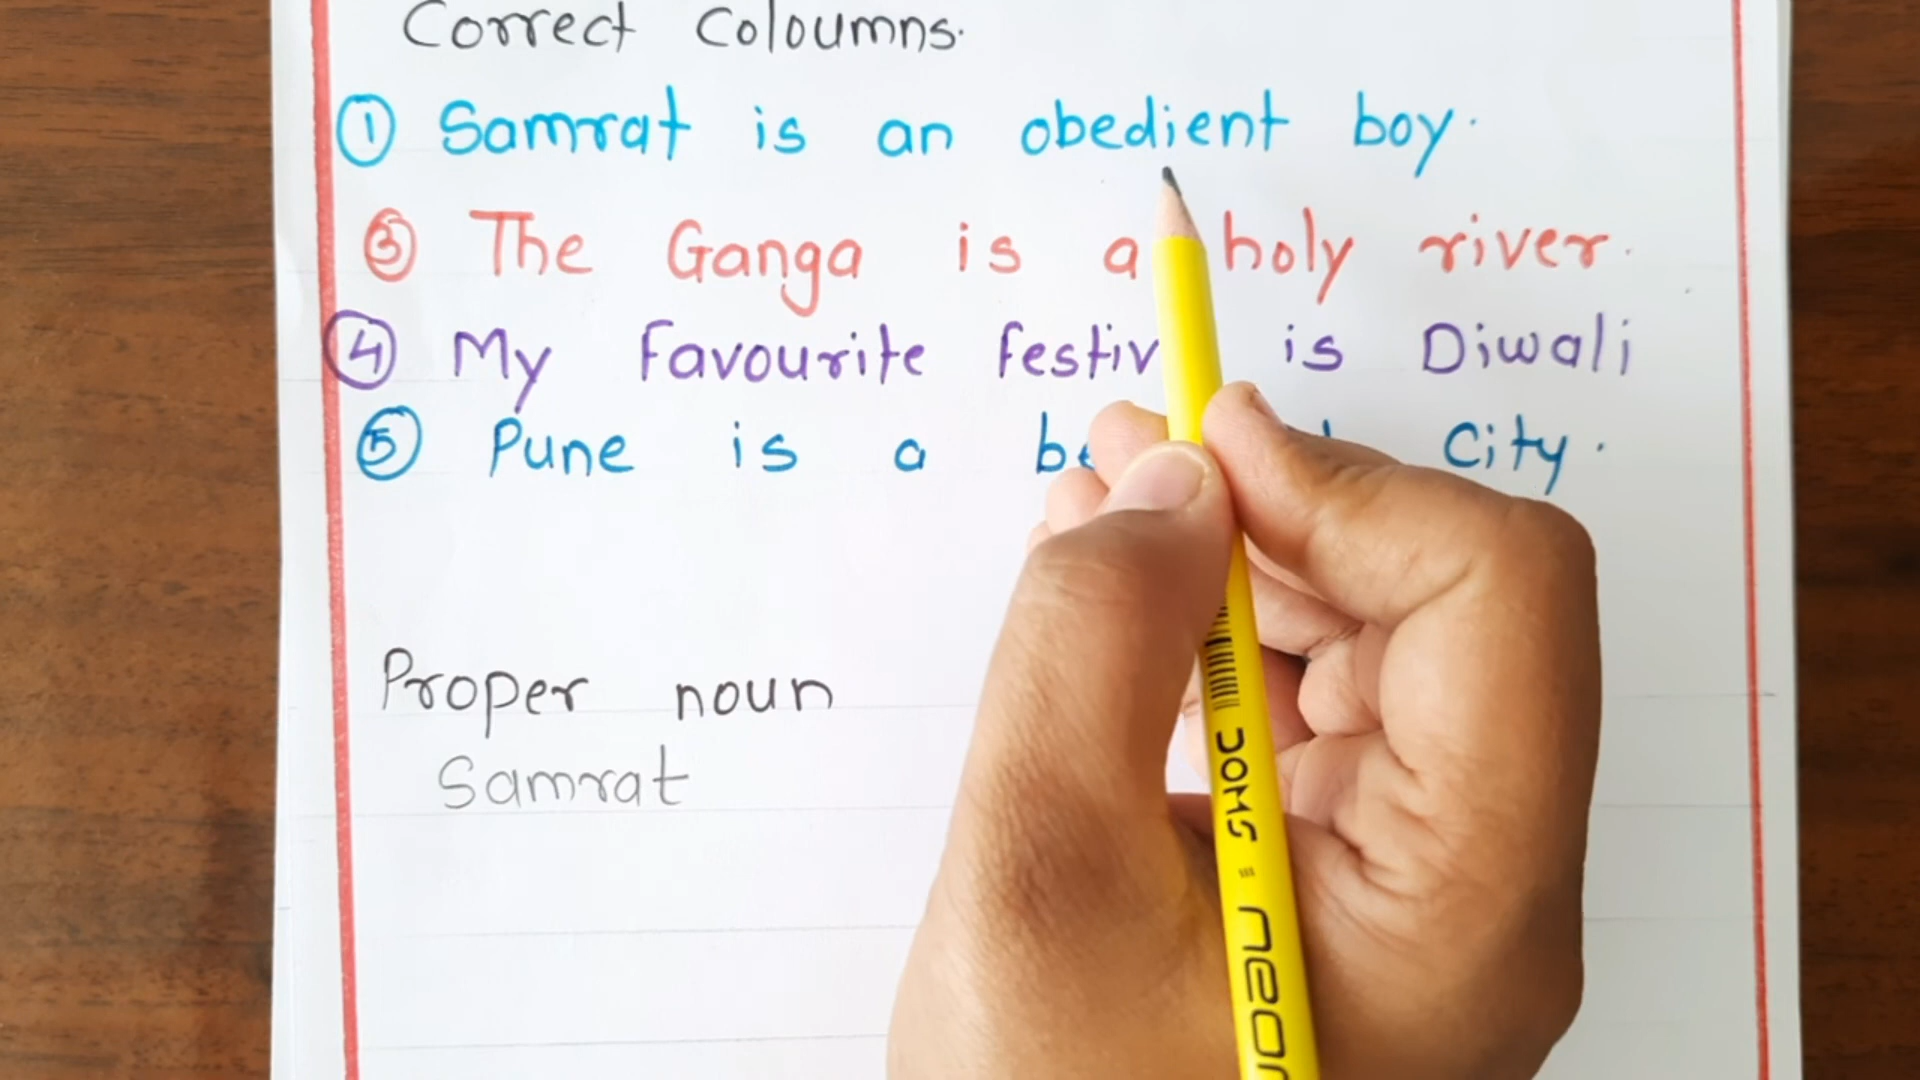 Correct Coloumns.
① Samrat is an obedient boy.
③ The Ganga is a holy river.
④ My Favourite is Diwali
⑤ Pune is a City.
Proper noun
Samrat
DOMS
neon